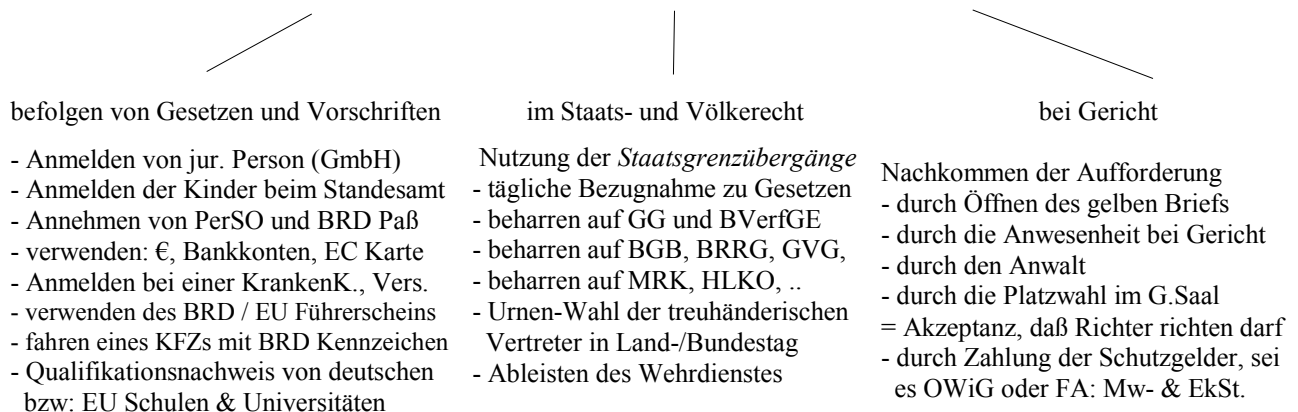 befolgen von Gesetzen und Vorschriften
- Anmelden von jur. Person (GmbH)
- Anmelden der Kinder beim Standesamt
- Annehmen von PerSO und BRD Paß
- verwenden: €, Bankkonten, EC Karte
- Anmelden bei einer KrankenK., Vers.
- verwenden des BRD / EU Führerscheins
- fahren eines KFZs mit BRD Kennzeichen
- Qualifikationsnachweis von deutschen
bzw: EU Schulen & Universitäten
im Staats- und Völkerecht
Nutzung der Staatsgrenzübergänge
- tägliche Bezugnahme zu Gesetzen
- beharren auf GG und BVerfGE
- beharren auf BGB, BRRG, GVG,
- beharren auf MRK, HLKO, ..
- Urnen-Wahl der treuhänderischen
Vertreter in Land-/Bundestag
- Ableisten des Wehrdienstes
bei Gericht
Nachkommen der Aufforderung
- durch Öffnen des gelben Briefs
- durch die Anwesenheit bei Gericht
- durch den Anwalt
- durch die Platzwahl im G.Saal
= Akzeptanz, daß Richter richten darf
- durch Zahlung der Schutzgelder, sei
es OWiG oder FA: Mw- & EkSt.